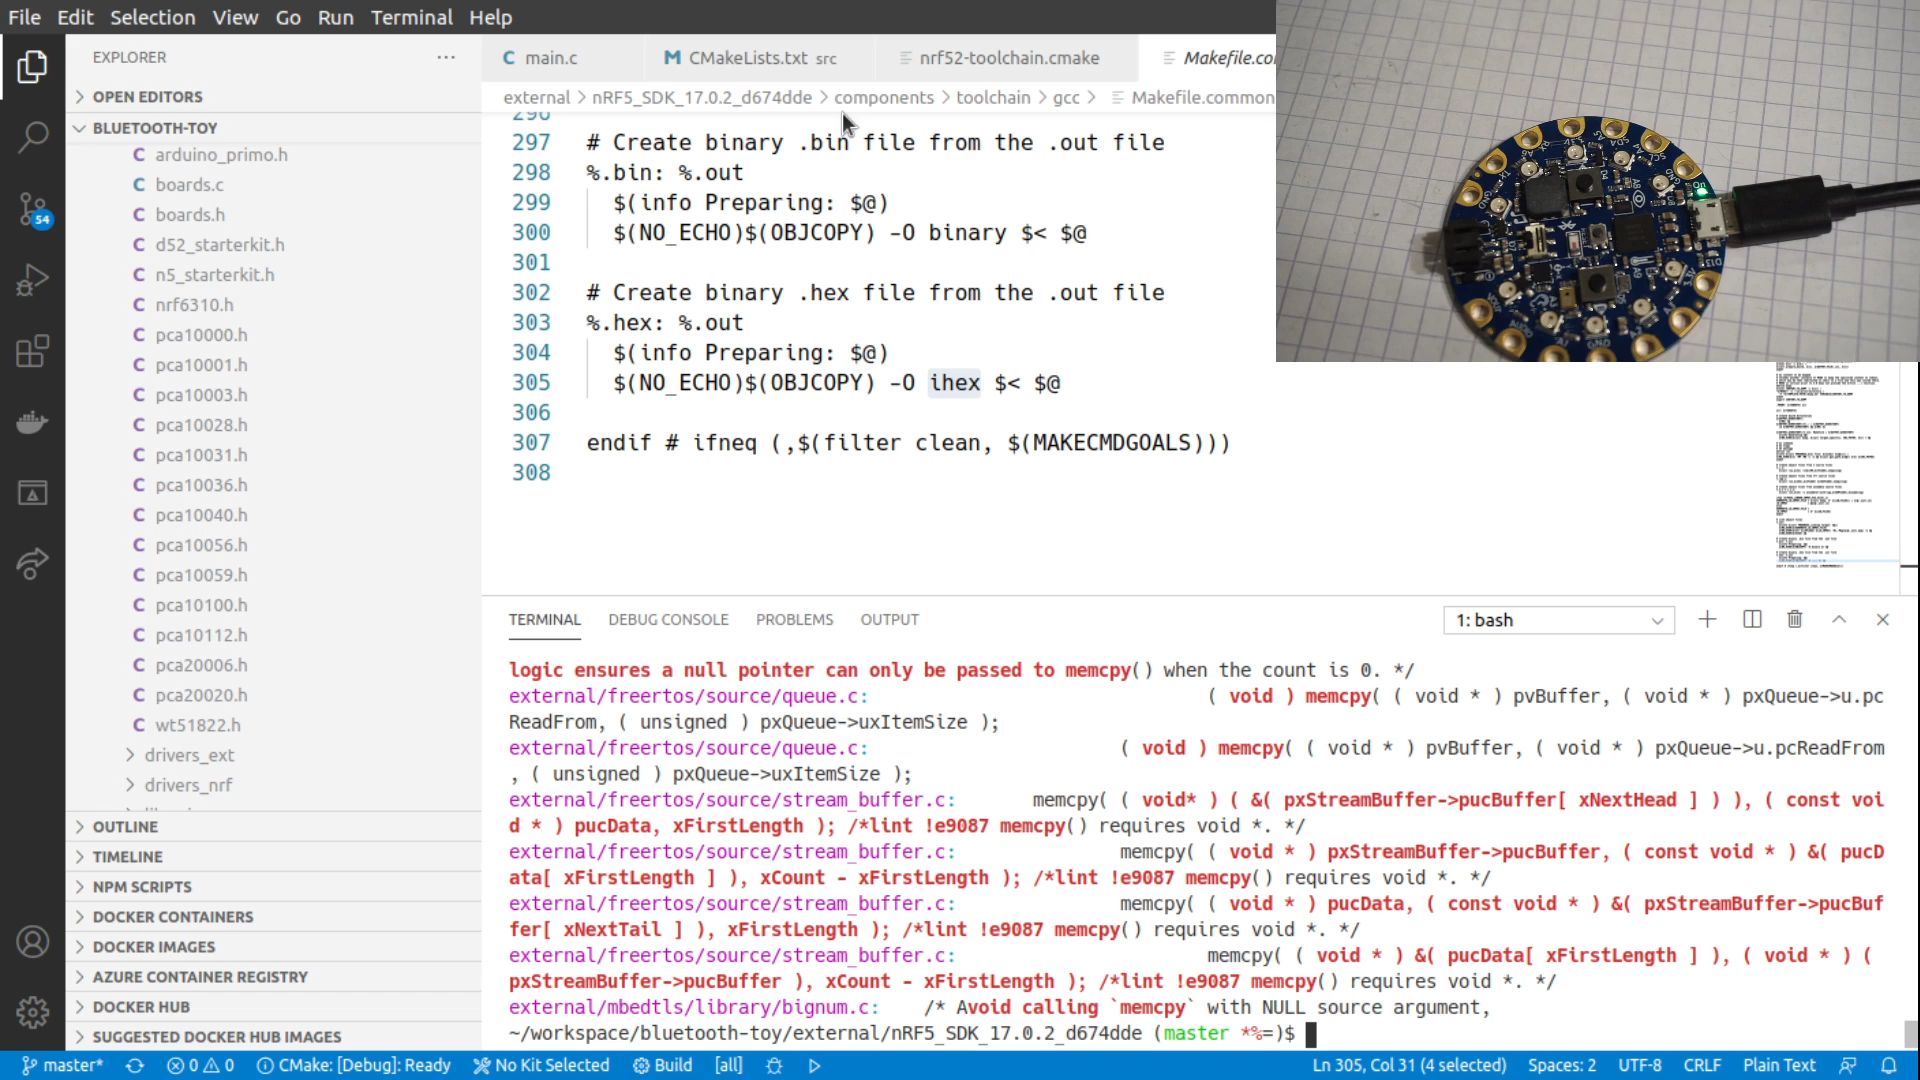 File Edit Selection View Go Run Terminal Help
EXPLORER ···
OPEN EDITORS
BLUETOOTH-TOY
C arduino_primo.h
C boards.c
C boards.h
C d52_starterkit.h
C n5_starterkit.h
C nrf6310.h
C pca10000.h
C pca10001.h
C pca10003.h
C pca10028.h
C pca10031.h
C pca10036.h
C pca10040.h
C pca10056.h
C pca10059.h
C pca10100.h
C pca10112.h
C pca20006.h
C pca20020.h
C wt51822.h
drivers_ext
drivers_nrf
OUTLINE
TIMELINE
NPM SCRIPTS
DOCKER CONTAINERS
DOCKER IMAGES
AZURE CONTAINER REGISTRY
DOCKER HUB
SUGGESTED DOCKER HUB IMAGES
54
C main.c M CMakeLists.txt src nrf52-toolchain.cmake Makefile.co
external > nRF5_SDK_17.0.2_d674dde > components > toolchain > gcc > Makefile.common
296
297 # Create binary .bin file from the .out file
298 %.bin: %.out
299 $(info Preparing: $@)
300 $(NO_ECHO)$(OBJCOPY) -O binary $< $@
301
302 # Create binary .hex file from the .out file
303 %.hex: %.out
304 $(info Preparing: $@)
305 $(NO_ECHO)$(OBJCOPY) -O ihex $< $@
306
307 endif # ifneq (,$(filter clean, $(MAKECMDGOALS)))
308
TERMINAL DEBUG CONSOLE PROBLEMS OUTPUT 1: bash
logic ensures a null pointer can only be passed to memcpy() when the count is 0. */
external/freertos/source/queue.c: ( void ) memcpy( ( void * ) pvBuffer, ( void * ) pxQueue->u.pc
ReadFrom, ( unsigned ) pxQueue->uxItemSize );
external/freertos/source/queue.c: ( void ) memcpy( ( void * ) pvBuffer, ( void * ) pxQueue->u.pcReadFrom
, ( unsigned ) pxQueue->uxItemSize );
external/freertos/source/stream_buffer.c: memcpy( ( void* ) ( &( pxStreamBuffer->pucBuffer[ xNextHead ] ) ), ( const voi
d * ) pucData, xFirstLength ); /*lint !e9087 memcpy() requires void *. */
external/freertos/source/stream_buffer.c: memcpy( ( void * ) pxStreamBuffer->pucBuffer, ( const void * ) &( pucD
ata[ xFirstLength ] ), xCount - xFirstLength ); /*lint !e9087 memcpy() requires void *. */
external/freertos/source/stream_buffer.c: memcpy( ( void * ) pucData, ( const void * ) &( pxStreamBuffer->pucBuf
fer[ xNextTail ] ), xFirstLength ); /*lint !e9087 memcpy() requires void *. */
external/freertos/source/stream_buffer.c: memcpy( ( void * ) &( pucData[ xFirstLength ] ), ( void * ) (
pxStreamBuffer->pucBuffer ), xCount - xFirstLength ); /*lint !e9087 memcpy() requires void *. */
external/mbedtls/library/bignum.c: /* Avoid calling `memcpy` with NULL source argument,
~/workspace/bluetooth-toy/external/nRF5_SDK_17.0.2_d674dde (master *%=)$
master* 0 0 CMake: [Debug]: Ready No Kit Selected Build [all] Ln 305, Col 31 (4 selected) Spaces: 2 UTF-8 CRLF Plain Text